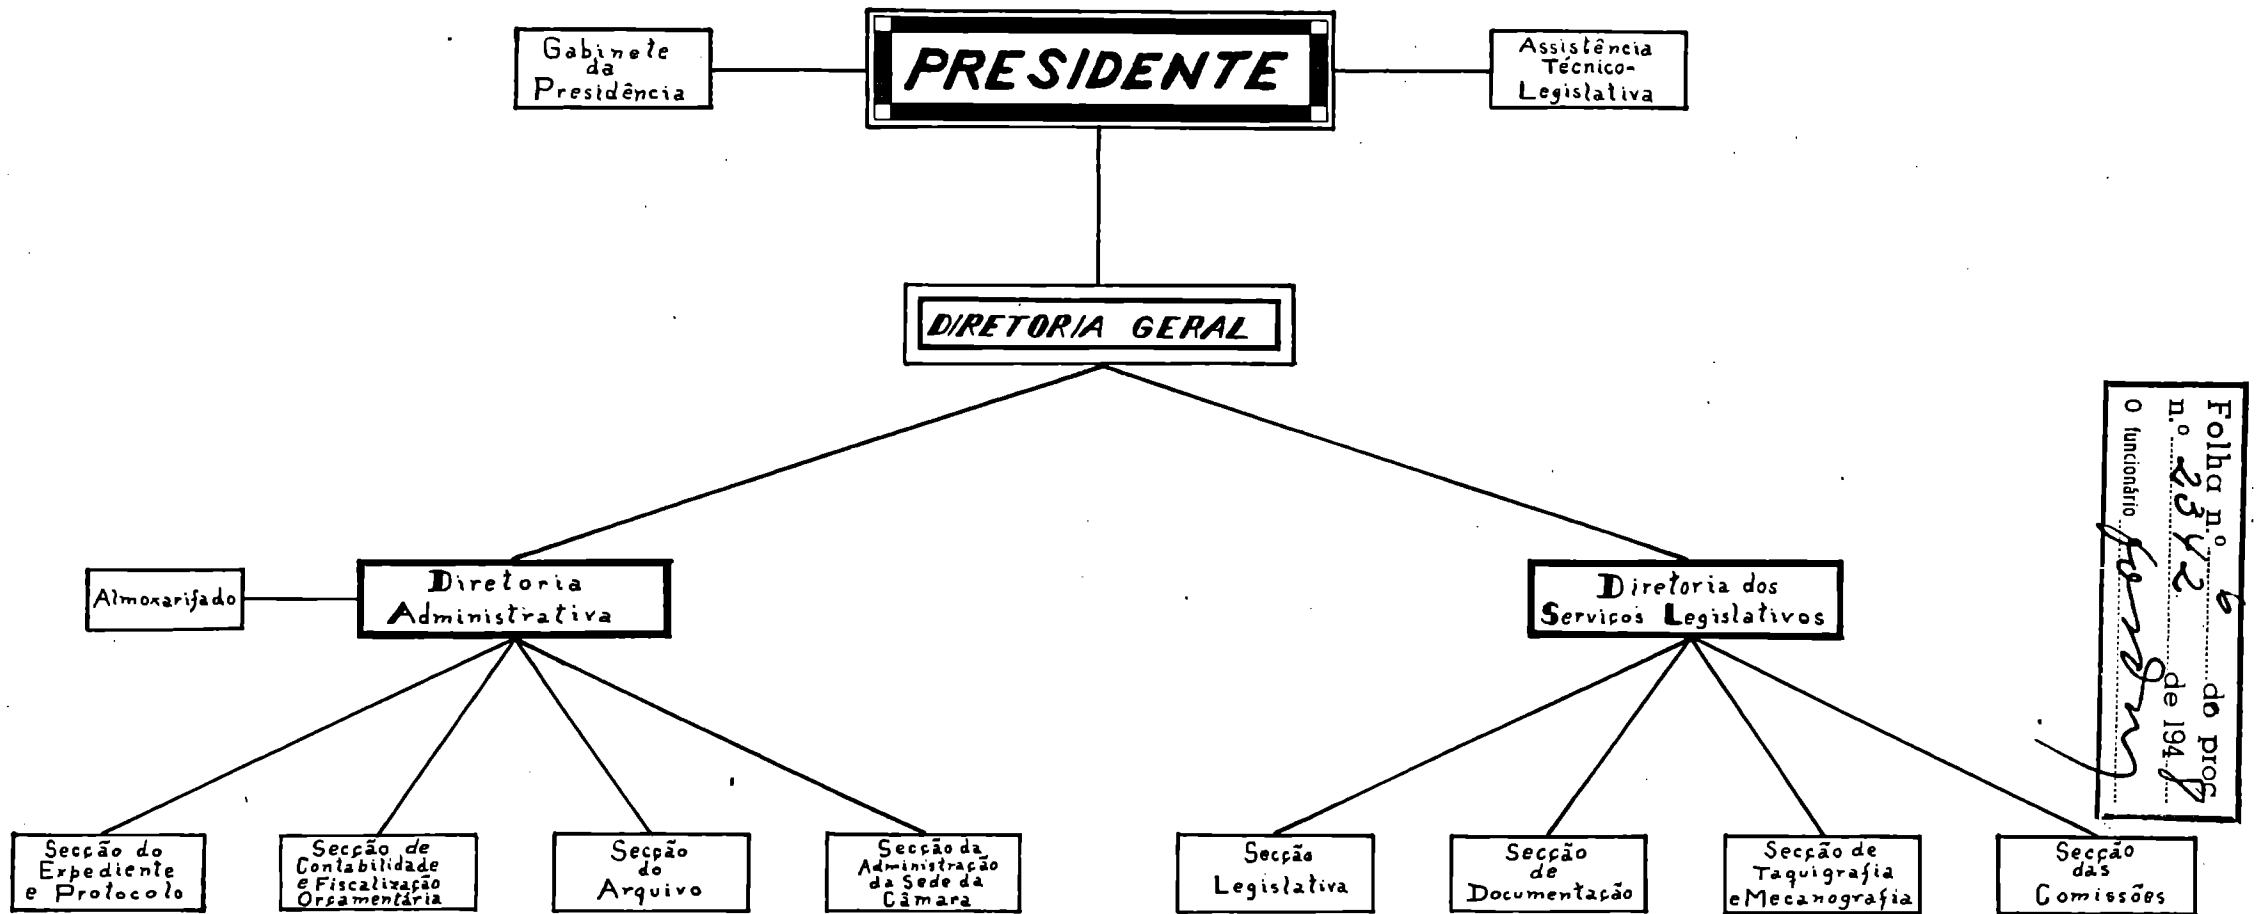 Gabinete
da
Presidência
PRESIDENTE
Assistência
Técnico-
Legislativa
DIRETORIA GERAL
Almoxarifado
Diretoria
Administrativa
Diretoria dos
Serviços Legislativos
Secção do
Expediente
e Protocolo
Secção de
Contabilidade
e Fiscalização
Orçamentária
Secção
do
Arquivo
Secção da
Administração
da Sede da
Câmara
Secção
Legislativa
Secção
de
Documentação
Secção de
Taquigrafia
e Mecanografia
Secção
das
Comissões
Folha n.º 6 do proc
n.º 2342 de 194
O funcionário